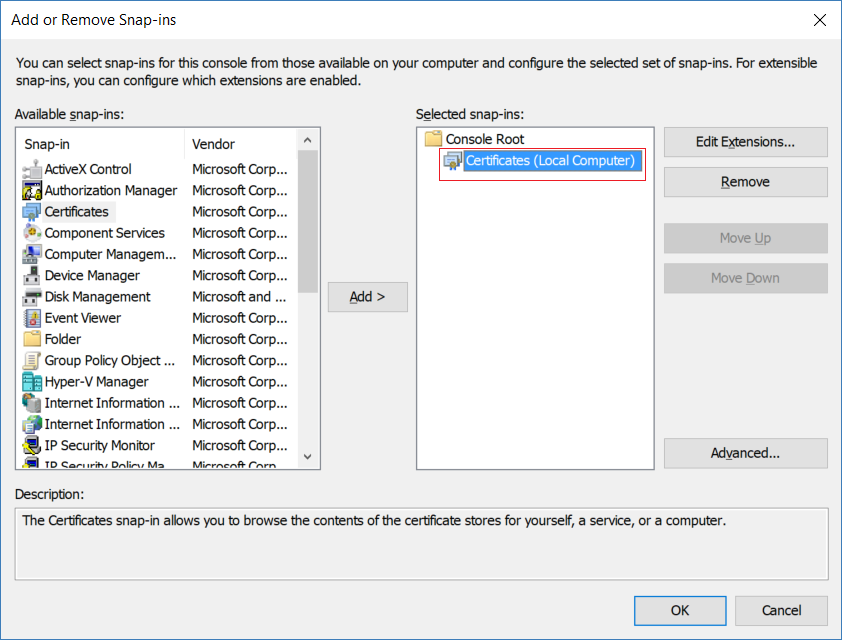 Add or Remove Snap-ins
You can select snap-ins for this console from those available on your computer and configure the selected set of snap-ins. For extensible
snap-ins, you can configure which extensions are enabled.
Available snap-ins:
Selected snap-ins:
Snap-in Vendor
ActiveX Control Microsoft Corp...
Authorization Manager Microsoft Corp...
Certificates Microsoft Corp...
Component Services Microsoft Corp...
Computer Managem... Microsoft Corp...
Device Manager Microsoft Corp...
Disk Management Microsoft and ...
Event Viewer Microsoft Corp...
Folder Microsoft Corp...
Group Policy Object ... Microsoft Corp...
Hyper-V Manager Microsoft Corp...
Internet Information ... Microsoft Corp...
Internet Information ... Microsoft Corp...
IP Security Monitor Microsoft Corp...
IP Security Policy Ma... Microsoft Corp...
Add >
Console Root
Certificates (Local Computer)
Edit Extensions...
Remove
Move Up
Move Down
Advanced...
Description:
The Certificates snap-in allows you to browse the contents of the certificate stores for yourself, a service, or a computer.
OK
Cancel